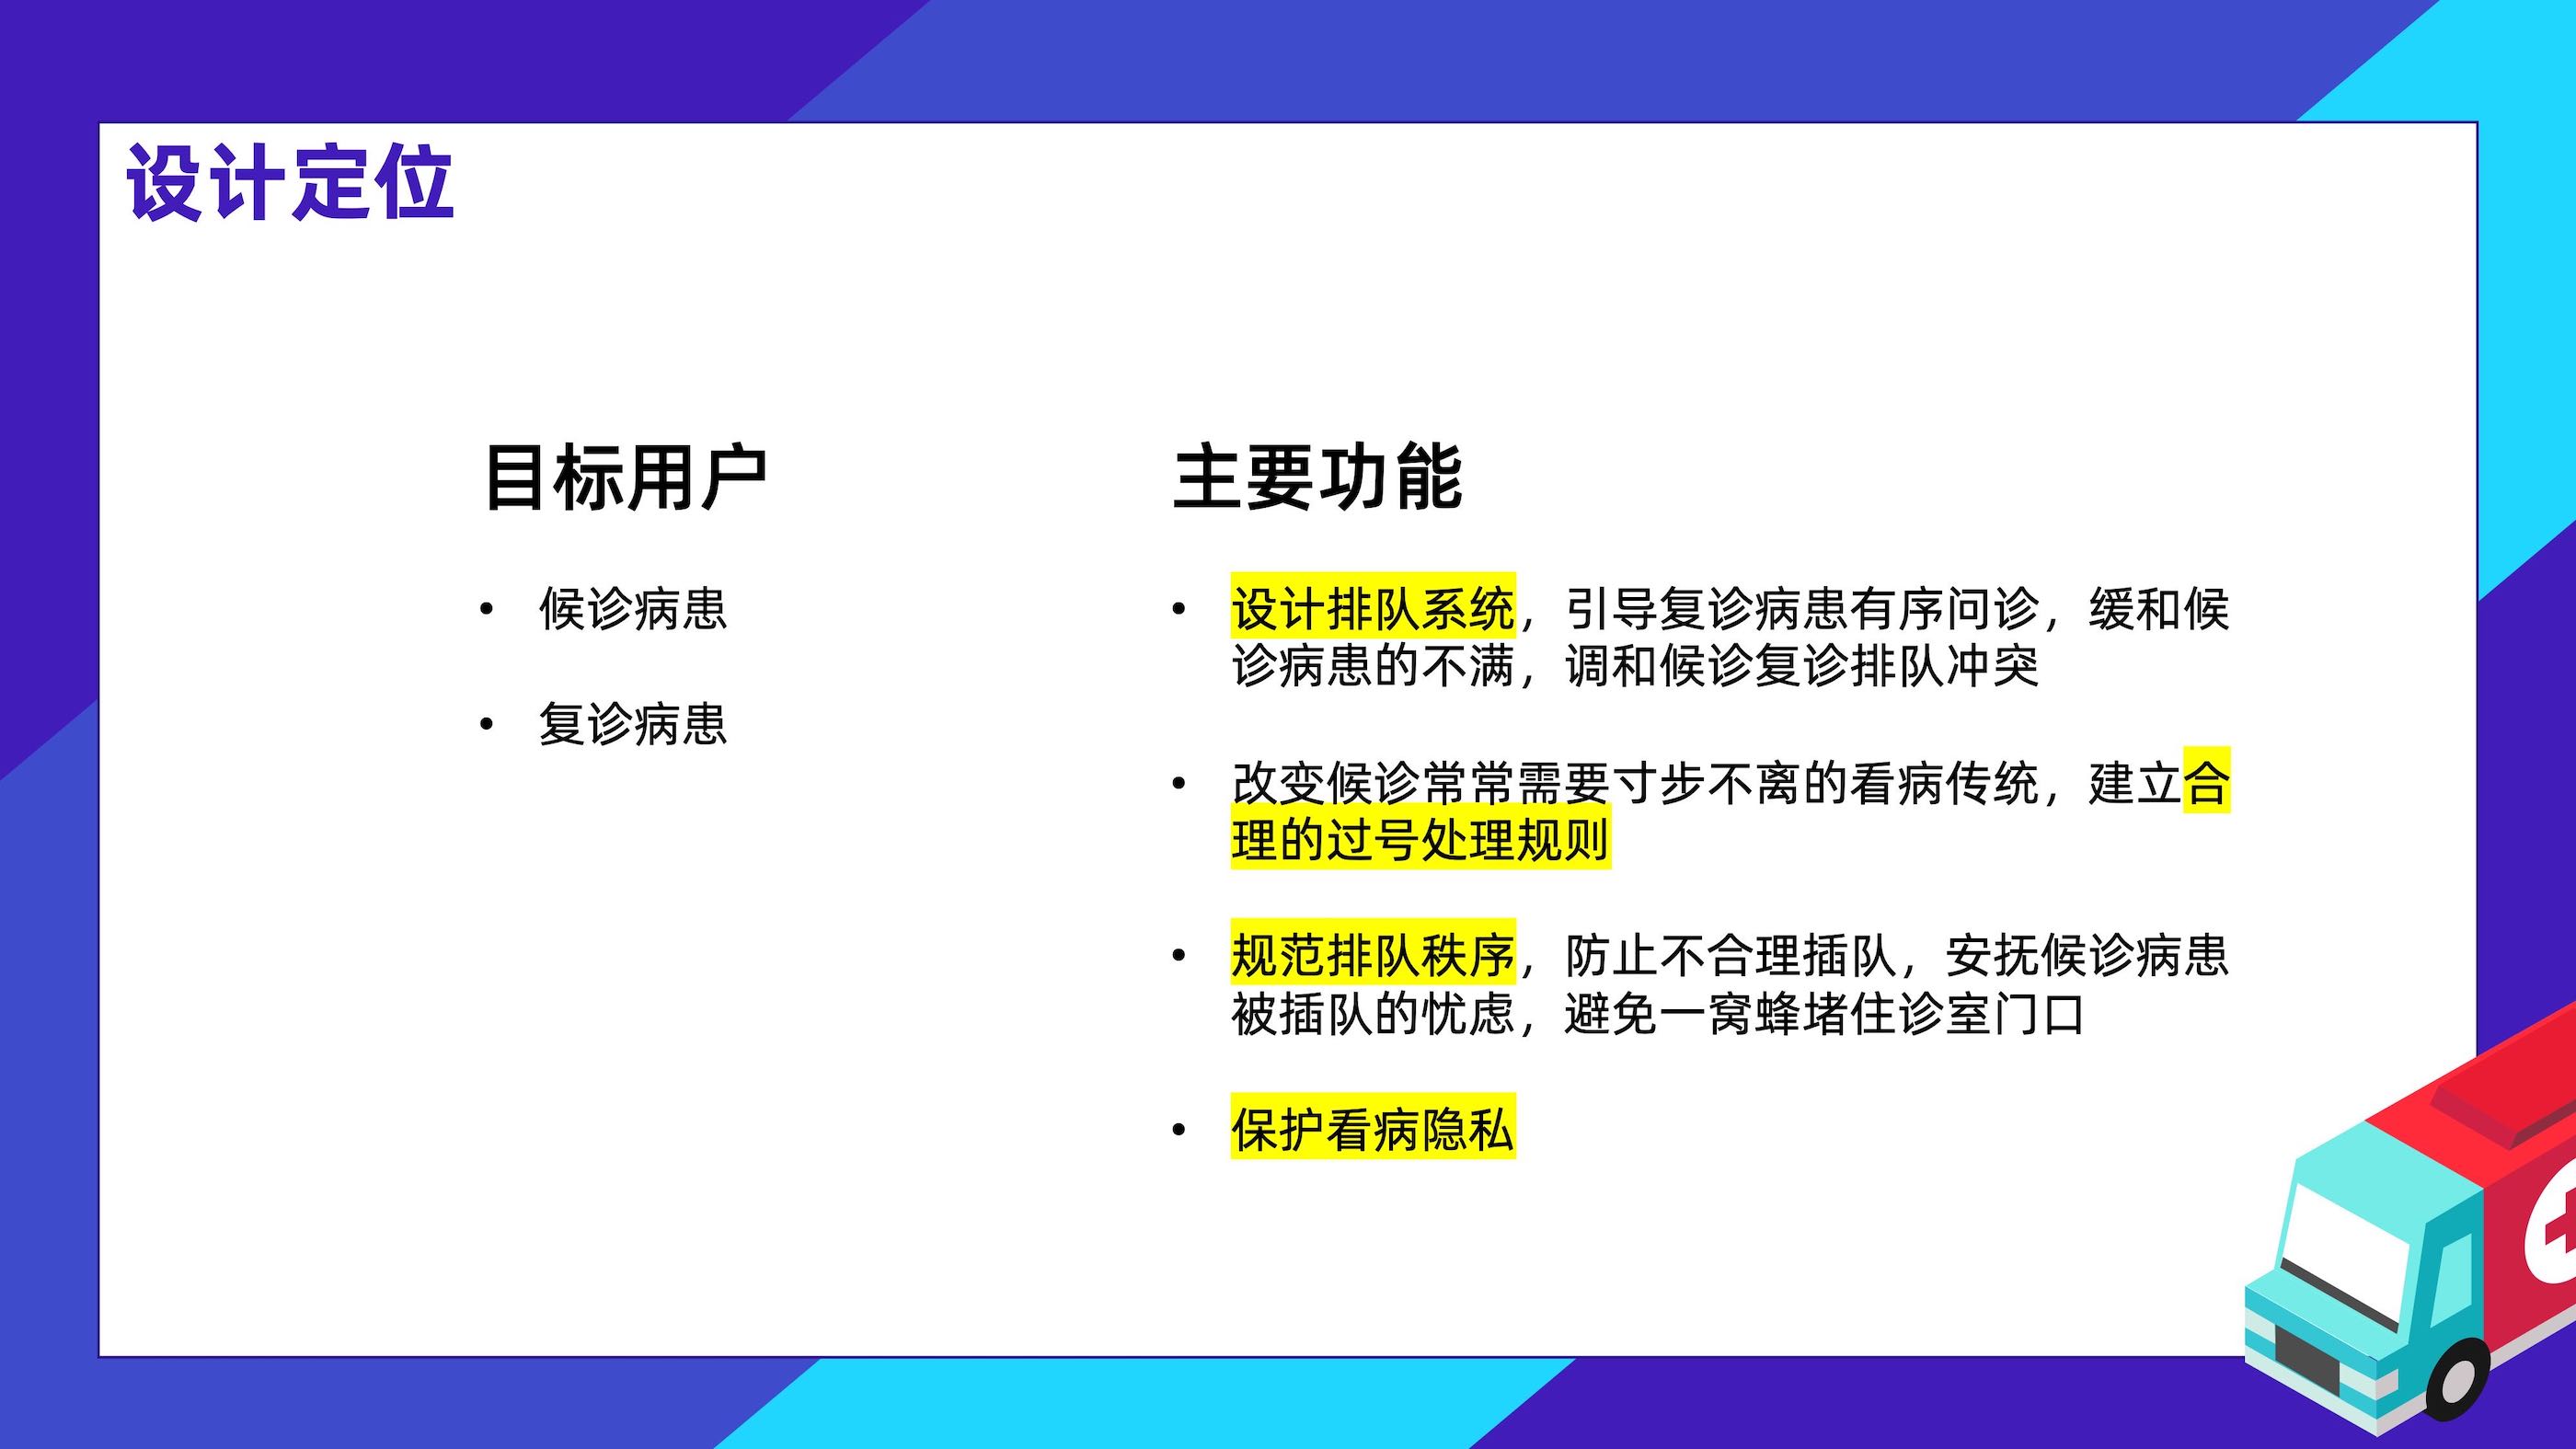 设计定位
目标用户
• 候诊病患
• 复诊病患
主要功能
• 设计排队系统，引导复诊病患有序问诊，缓和候
诊病患的不满，调和候诊复诊排队冲突
• 改变候诊常常需要寸步不离的看病传统，建立合
理的过号处理规则
• 规范排队秩序，防止不合理插队，安抚候诊病患
被插队的忧虑，避免一窝蜂堵住诊室门口
• 保护看病隐私